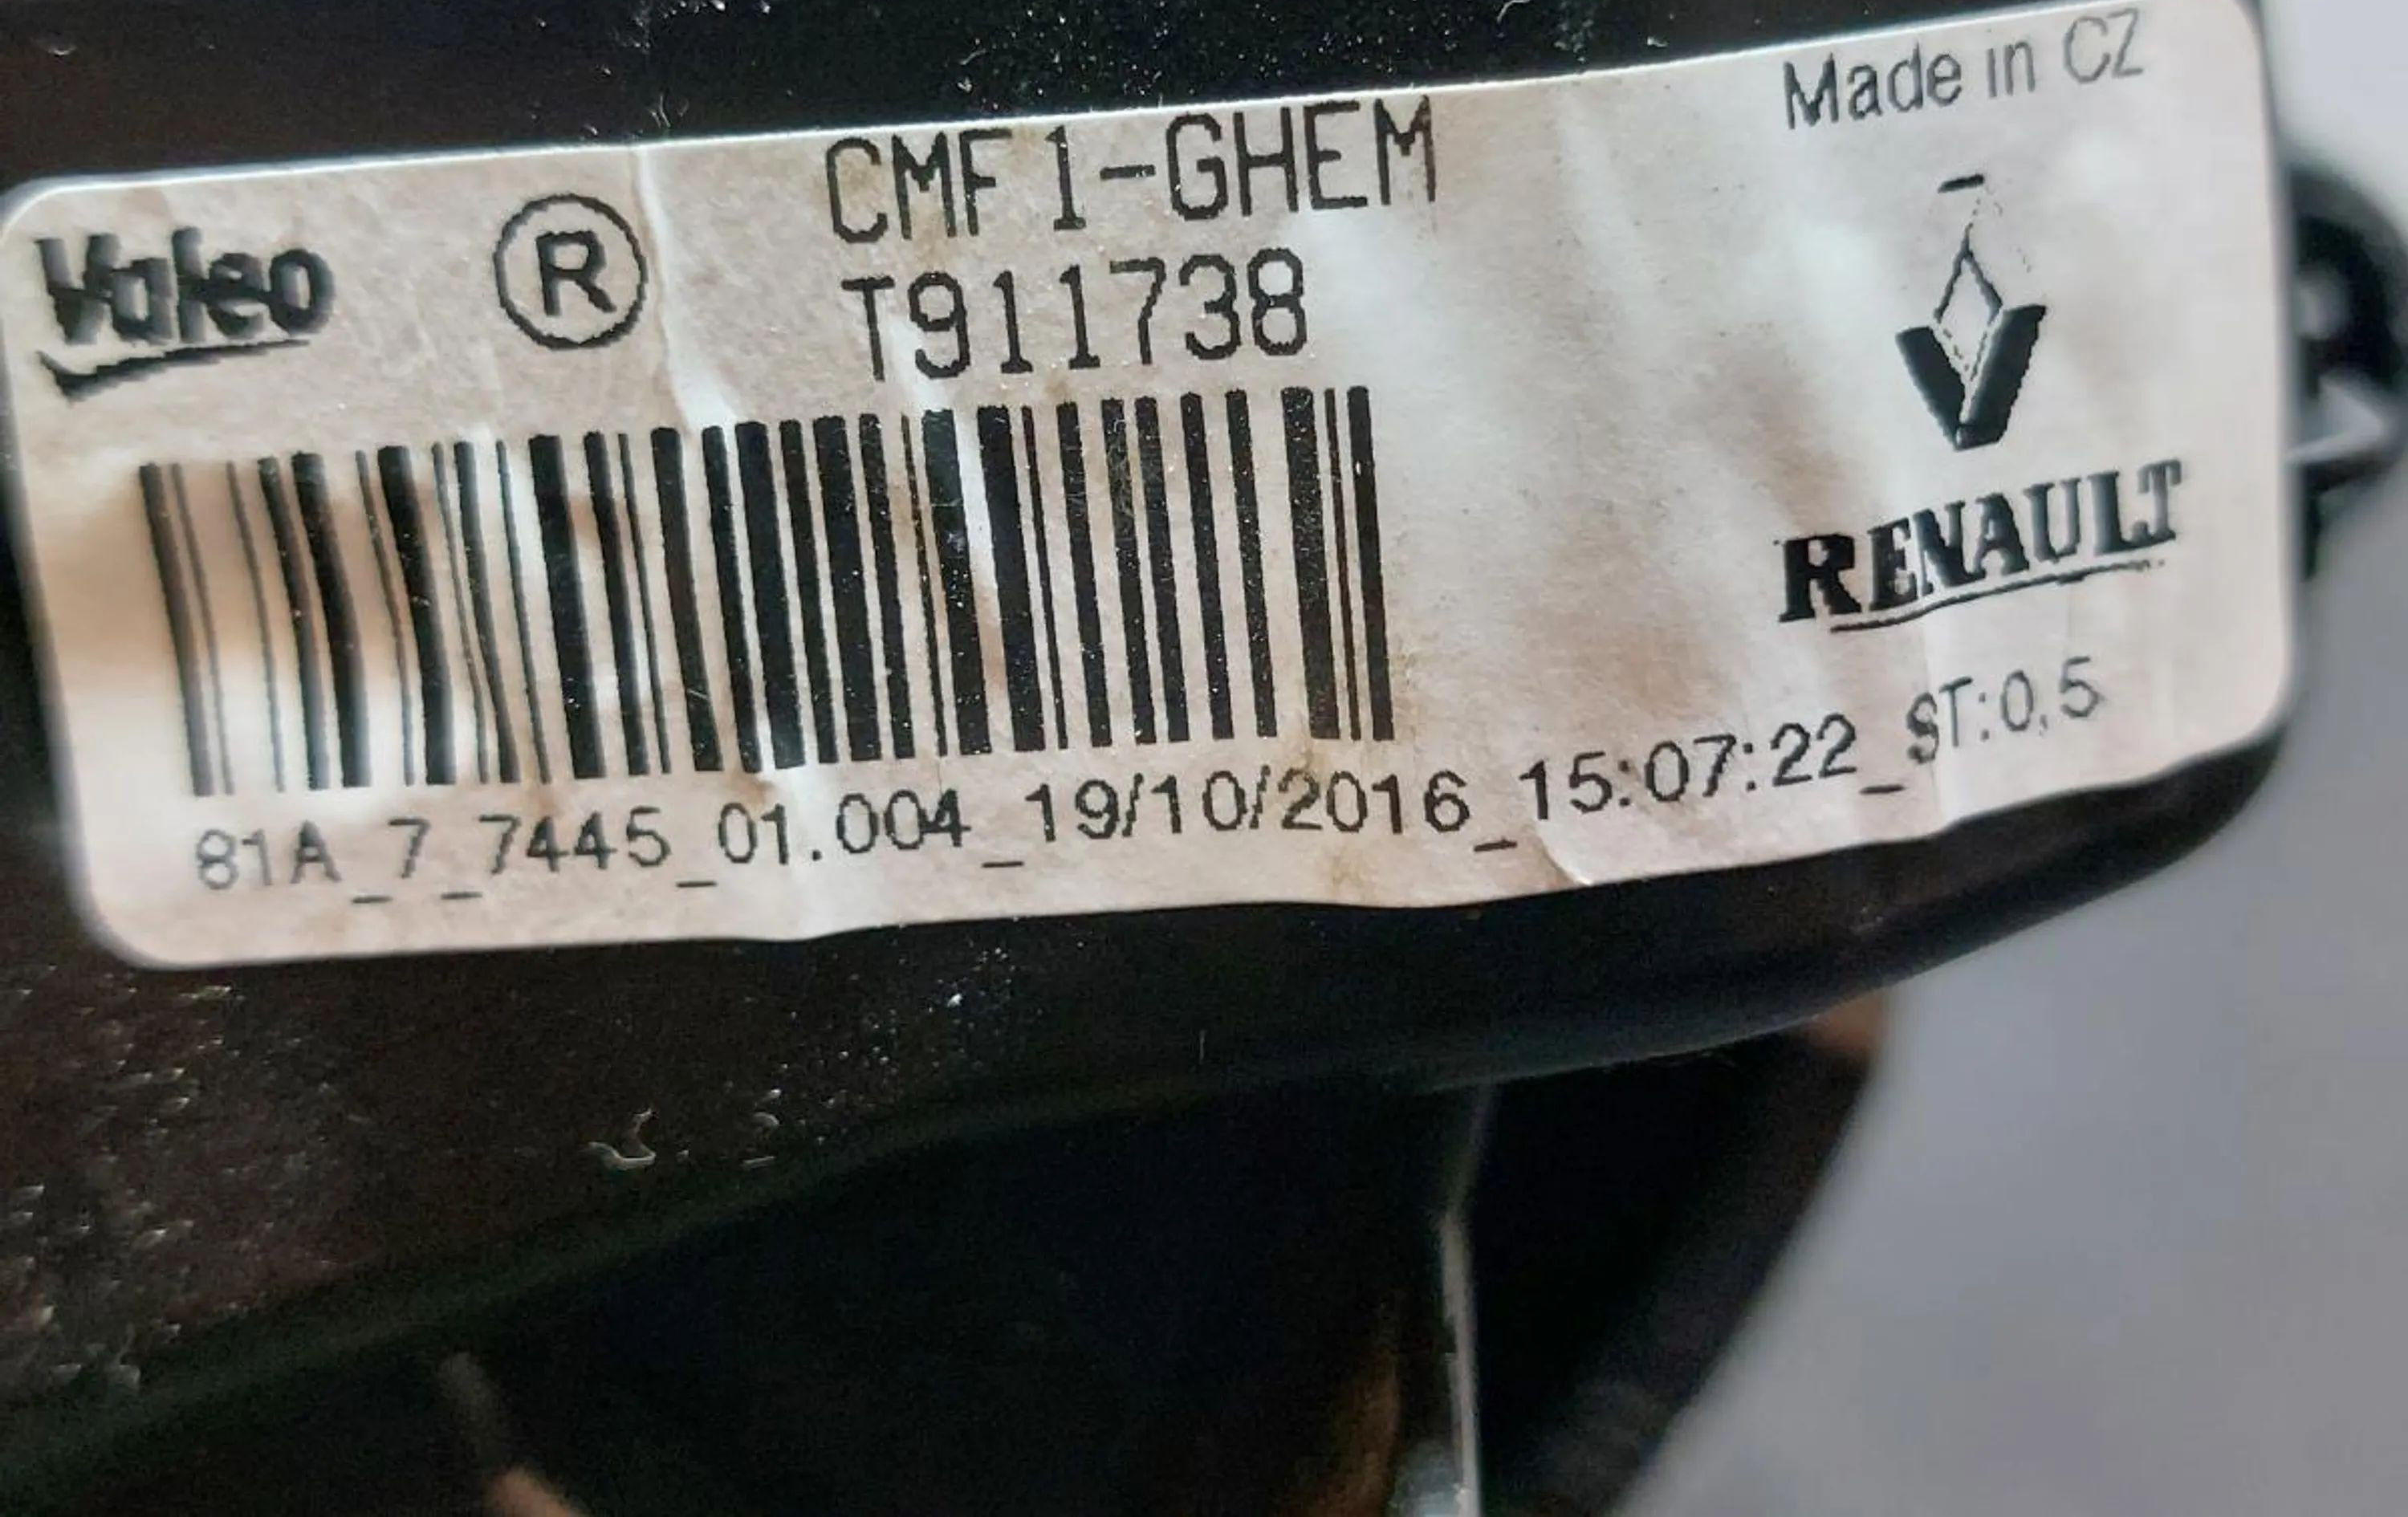 Made in CZ
Valeo ® CMF1-GHEM
T911738
RENAULT
81A_7_7445_01.004_19/10/2016_15:07:22_ST:0,5